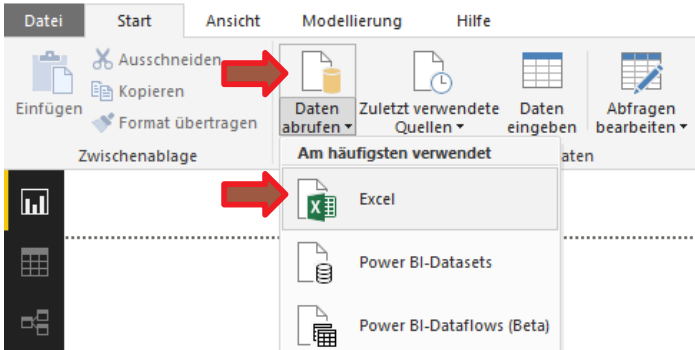 Datei Start Ansicht Modellierung Hilfe
Einfügen
Ausschneiden
Kopieren
Format übertragen
Zwischenablage
Daten
abrufen
Zuletzt verwendete
Quellen
Daten
eingeben
Abfragen
bearbeiten
aten
Am häufigsten verwendet
Excel
Power BI-Datasets
Power BI-Dataflows (Beta)